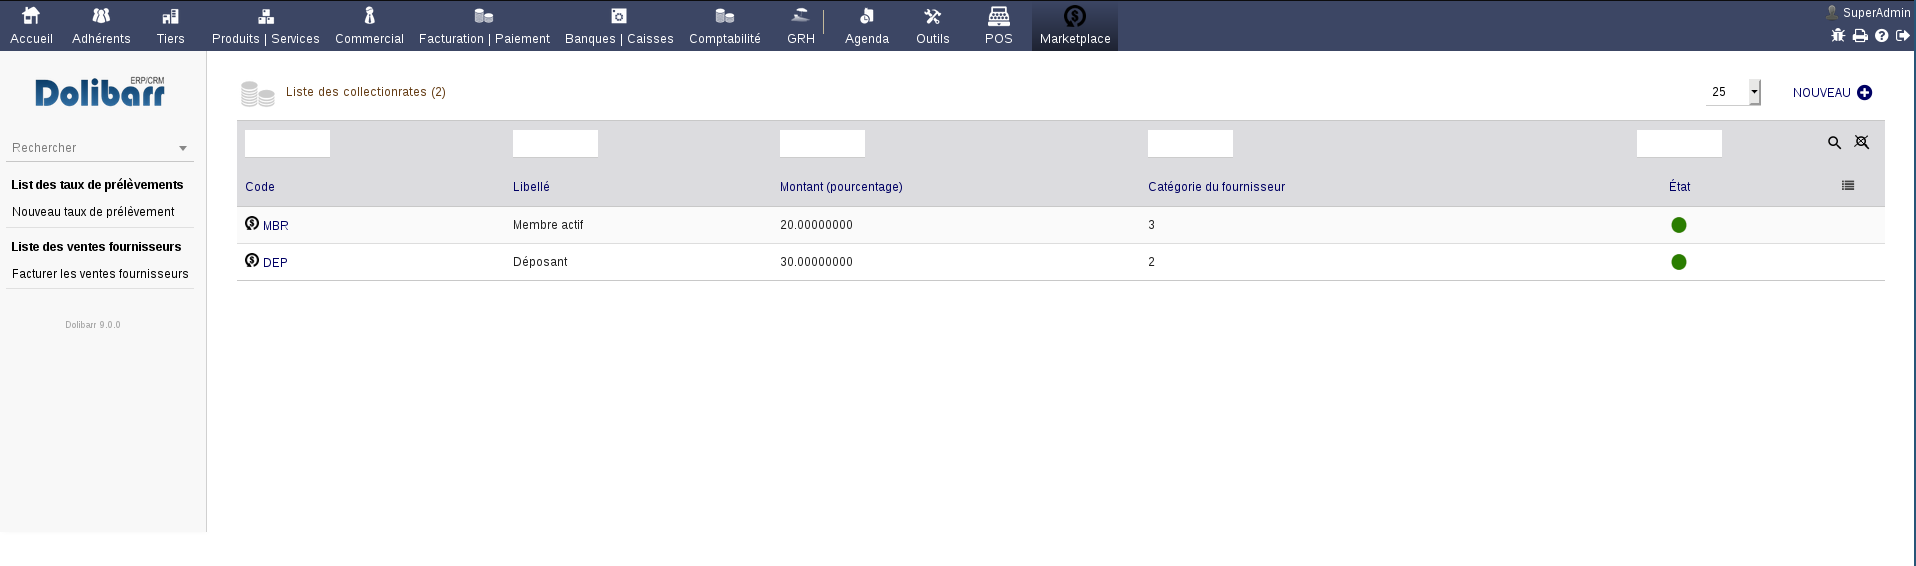 Accueil Adhérents Tiers Produits | Services Commercial Facturation | Paiement Banques | Caisses Comptabilité GRH Agenda Outils POS Marketplace
SuperAdmin
Dolibarr ERP/CRM
Rechercher
List des taux de prélèvements
Nouveau taux de prélèvement
Liste des ventes fournisseurs
Facturer les ventes fournisseurs
Dolibarr 9.0.0
Liste des collectionrates (2)
25
NOUVEAU
Code Libellé Montant (pourcentage) Catégorie du fournisseur État
MBR Membre actif 20.00000000 3
DEP Déposant 30.00000000 2